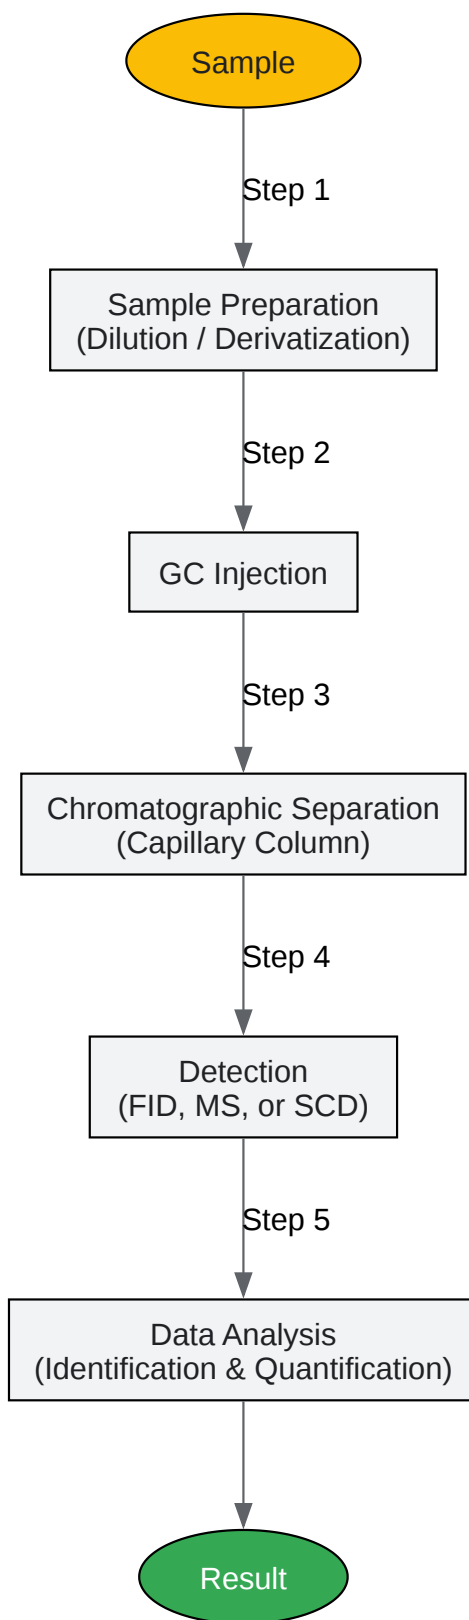 Sample
Step 1
Sample Preparation
(Dilution / Derivatization)
Step 2
GC Injection
Step 3
Chromatographic Separation
(Capillary Column)
Step 4
Detection
(FID, MS, or SCD)
Step 5
Data Analysis
(Identification & Quantification)
Result